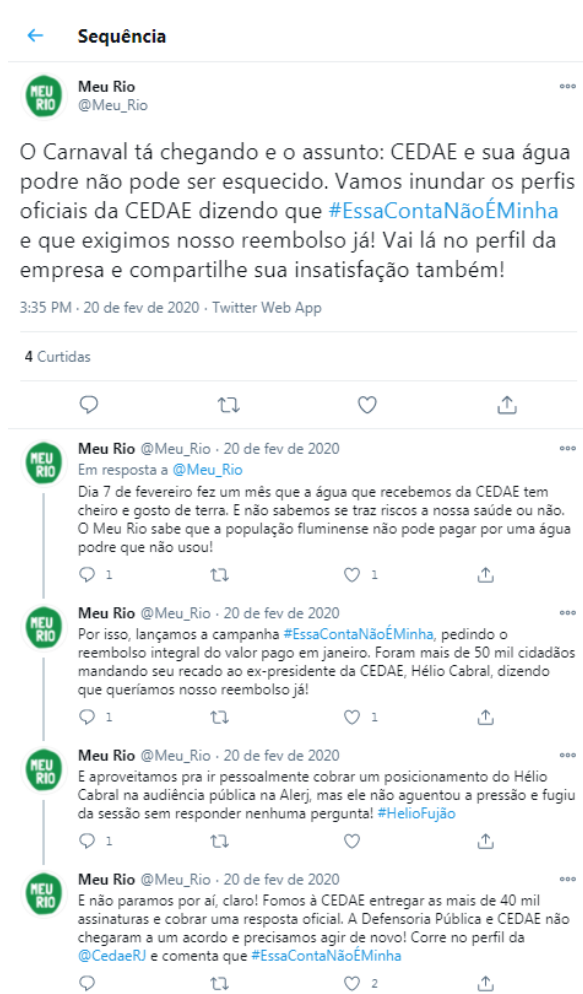 Sequência
MEU
RIO
Meu Rio
@Meu_Rio
O Carnaval tá chegando e o assunto: CEDAE e sua água
podre não pode ser esquecido. Vamos inundar os perfis
oficiais da CEDAE dizendo que #EssaContaNãoÉMinha
e que exigimos nosso reembolso já! Vai lá no perfil da
empresa e compartilhe sua insatisfação também!
3:35 PM · 20 de fev de 2020 · Twitter Web App
4 Curtidas
MEU
RIO
Meu Rio @Meu_Rio · 20 de fev de 2020
Em resposta a @Meu_Rio
Dia 7 de fevereiro fez um mês que a água que recebemos da CEDAE tem
cheiro e gosto de terra. E não sabemos se traz riscos a nossa saúde ou não.
O Meu Rio sabe que a população fluminense não pode pagar por uma água
podre que não usou!
1 1
MEU
RIO
Meu Rio @Meu_Rio · 20 de fev de 2020
Por isso, lançamos a campanha #EssaContaNãoÉMinha, pedindo o
reembolso integral do valor pago em janeiro. Foram mais de 50 mil cidadãos
mandando seu recado ao ex-presidente da CEDAE, Hélio Cabral, dizendo
que queríamos nosso reembolso já!
1 1
MEU
RIO
Meu Rio @Meu_Rio · 20 de fev de 2020
E aproveitamos pra ir pessoalmente cobrar um posicionamento do Hélio
Cabral na audiência pública na Alerj, mas ele não aguentou a pressão e fugiu
da sessão sem responder nenhuma pergunta! #HelioFujão
1
MEU
RIO
Meu Rio @Meu_Rio · 20 de fev de 2020
E não paramos por aí, claro! Fomos à CEDAE entregar as mais de 40 mil
assinaturas e cobrar uma resposta oficial. A Defensoria Pública e CEDAE não
chegaram a um acordo e precisamos agir de novo! Corre no perfil da
@CedaeRJ e comenta que #EssaContaNãoÉMinha
2